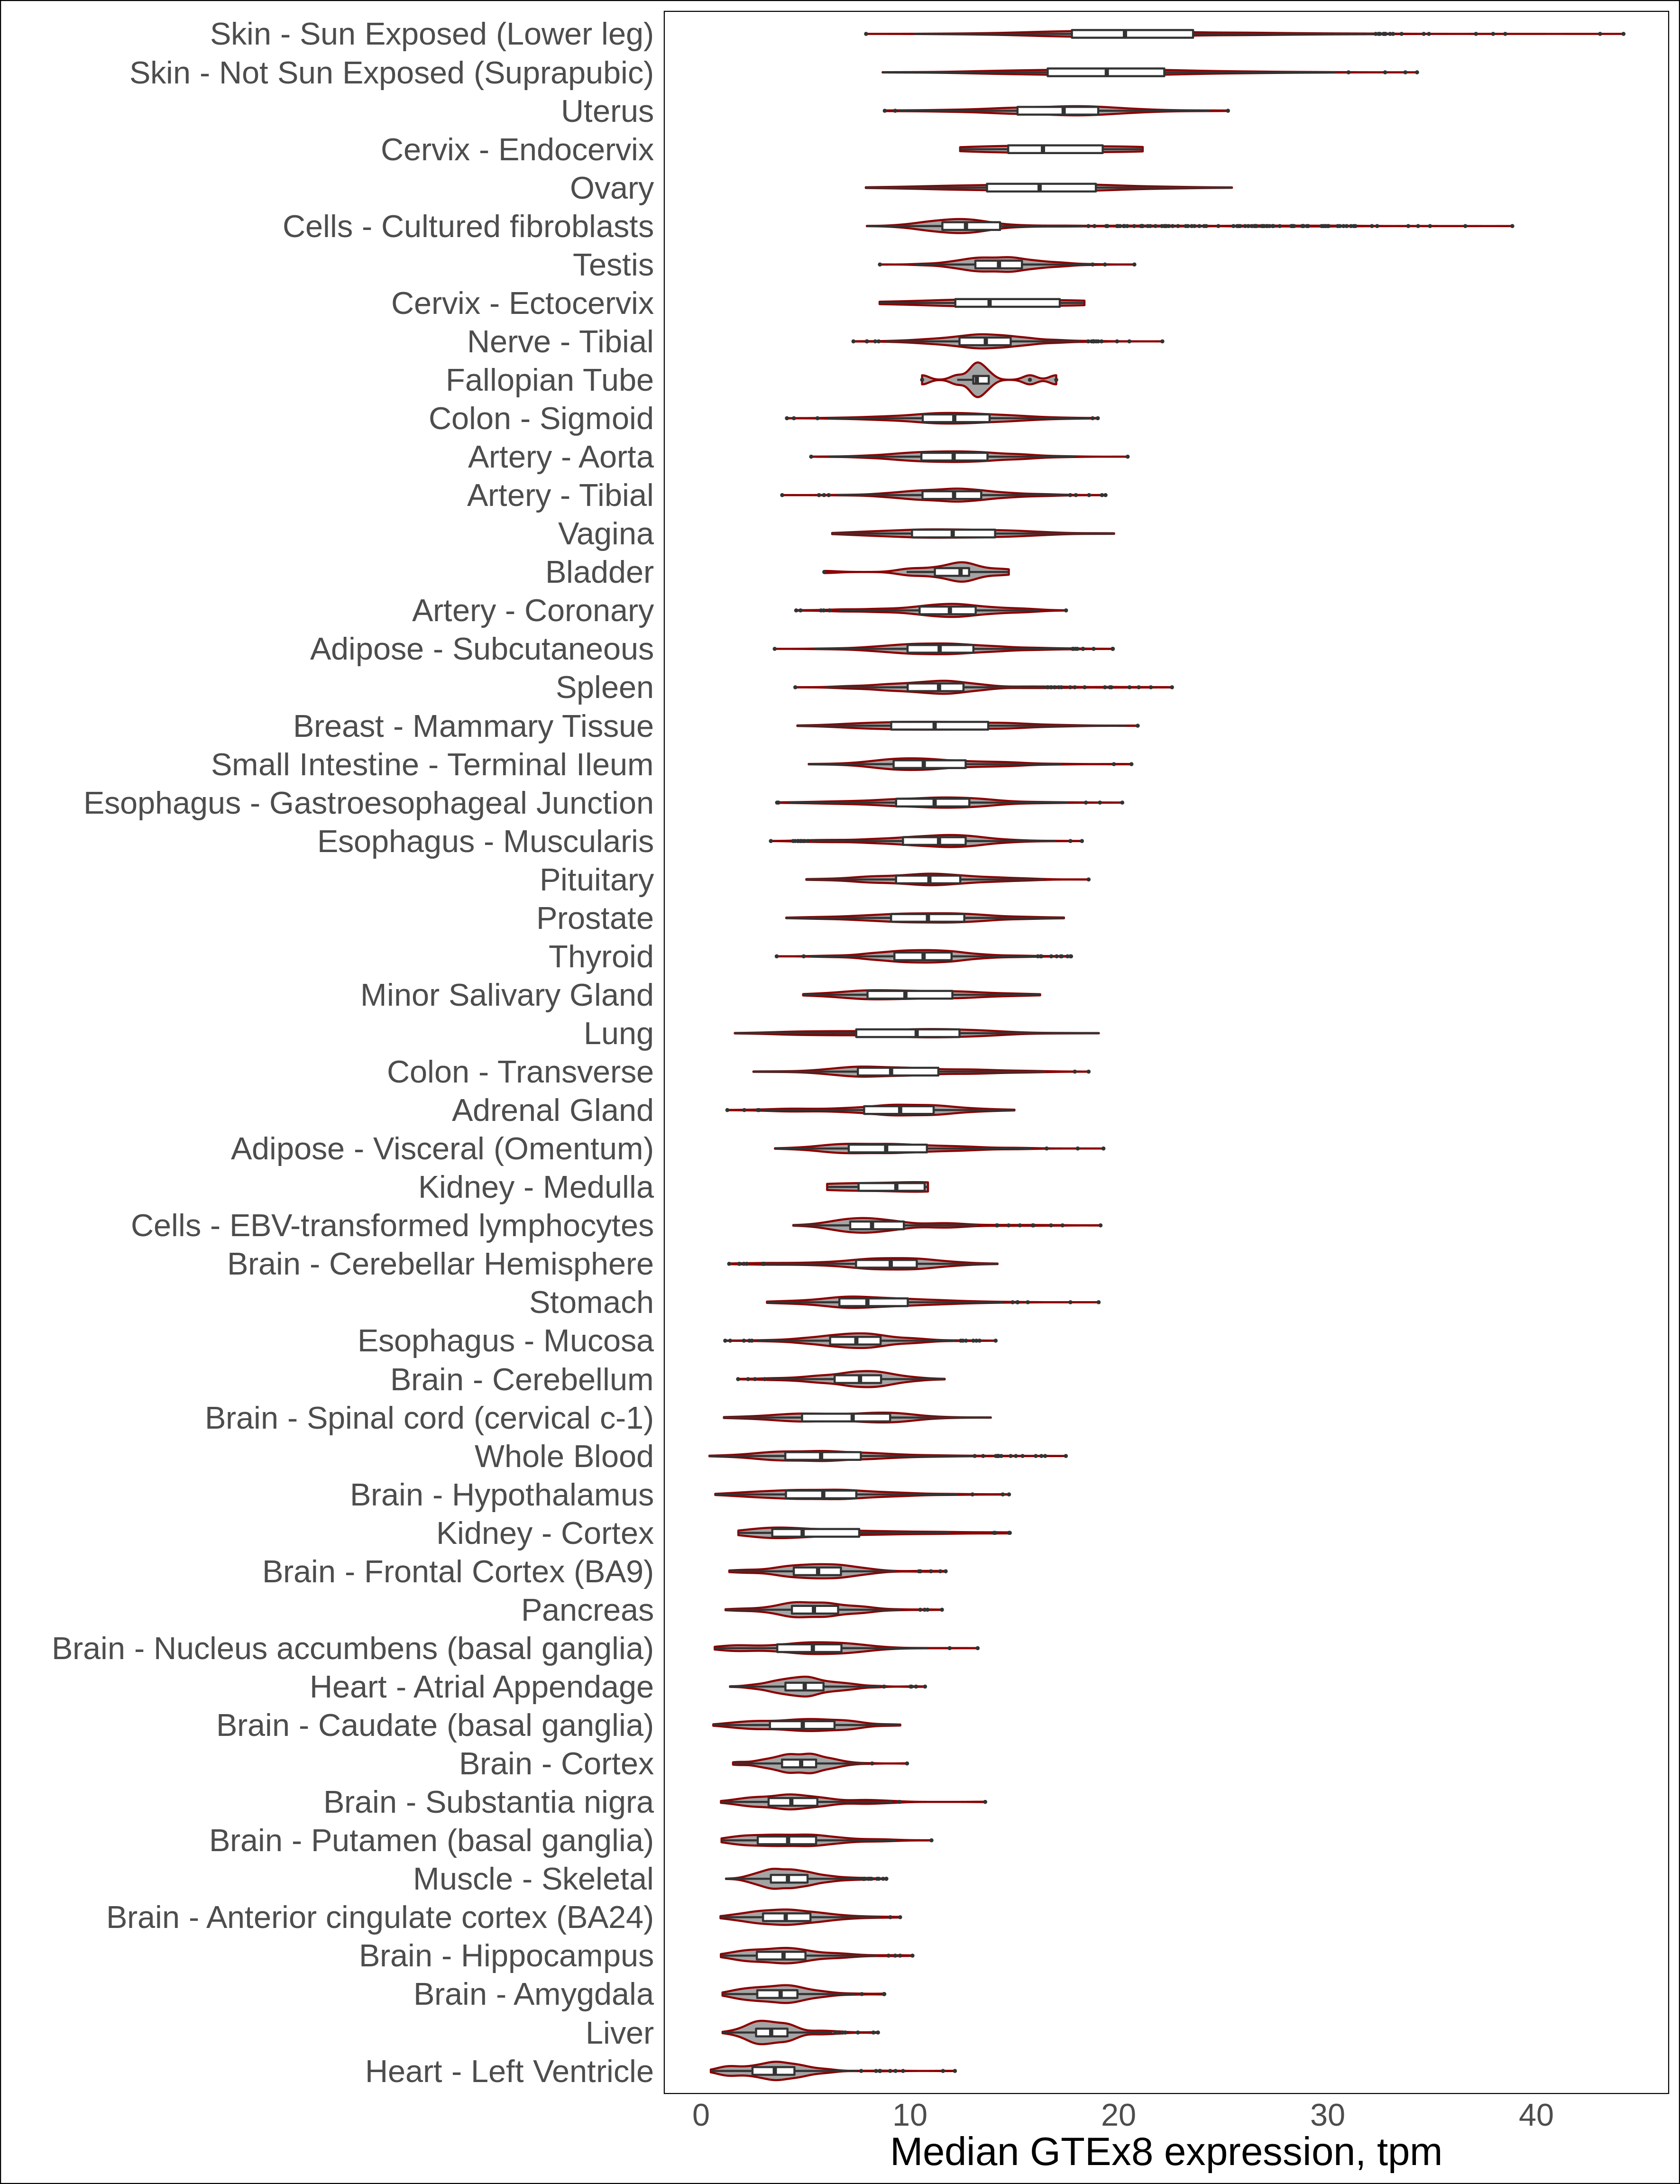 Skin - Sun Exposed (Lower leg)
Skin - Not Sun Exposed (Suprapubic)
Uterus
Cervix - Endocervix
Ovary
Cells - Cultured fibroblasts
Testis
Cervix - Ectocervix
Nerve - Tibial
Fallopian Tube
Colon - Sigmoid
Artery - Aorta
Artery - Tibial
Vagina
Bladder
Artery - Coronary
Adipose - Subcutaneous
Spleen
Breast - Mammary Tissue
Small Intestine - Terminal Ileum
Esophagus - Gastroesophageal Junction
Esophagus - Muscularis
Pituitary
Prostate
Thyroid
Minor Salivary Gland
Lung
Colon - Transverse
Adrenal Gland
Adipose - Visceral (Omentum)
Kidney - Medulla
Cells - EBV-transformed lymphocytes
Brain - Cerebellar Hemisphere
Stomach
Esophagus - Mucosa
Brain - Cerebellum
Brain - Spinal cord (cervical c-1)
Whole Blood
Brain - Hypothalamus
Kidney - Cortex
Brain - Frontal Cortex (BA9)
Pancreas
Brain - Nucleus accumbens (basal ganglia)
Heart - Atrial Appendage
Brain - Caudate (basal ganglia)
Brain - Cortex
Brain - Substantia nigra
Brain - Putamen (basal ganglia)
Muscle - Skeletal
Brain - Anterior cingulate cortex (BA24)
Brain - Hippocampus
Brain - Amygdala
Liver
Heart - Left Ventricle
0 10 20 30 40
Median GTEx8 expression, tpm